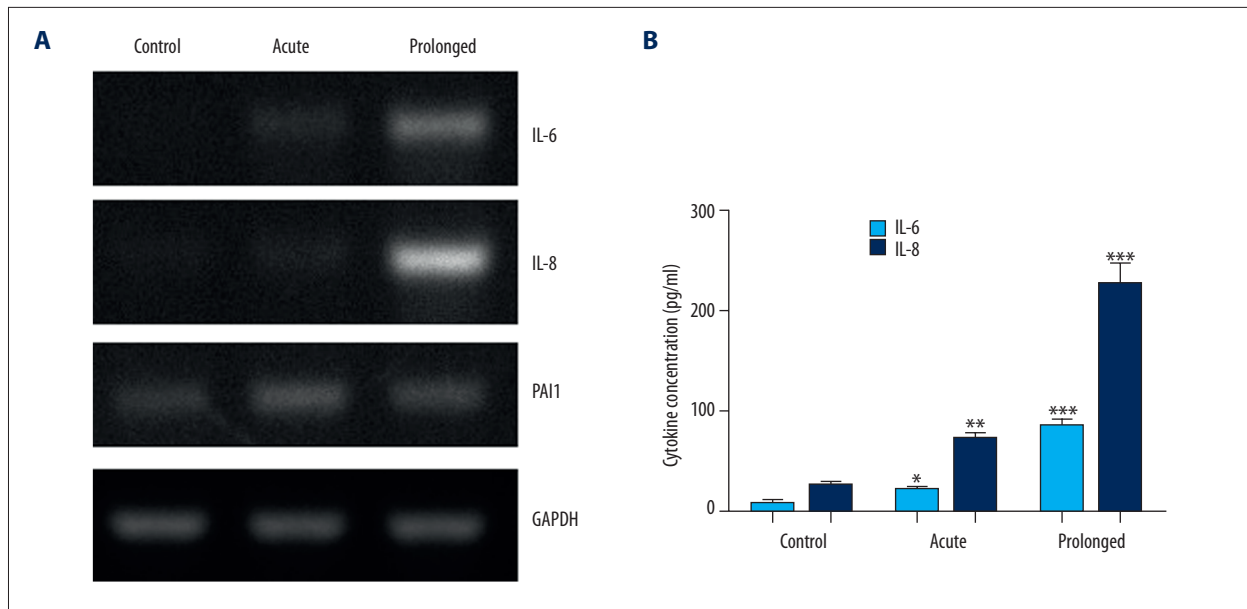 A
Control Acute Prolonged
IL-6
IL-8
PAI1
GAPDH
B
Cytokine concentration (pg/ml)
300
200
100
0
IL-6
IL-8
*
**
***
***
Control Acute Prolonged